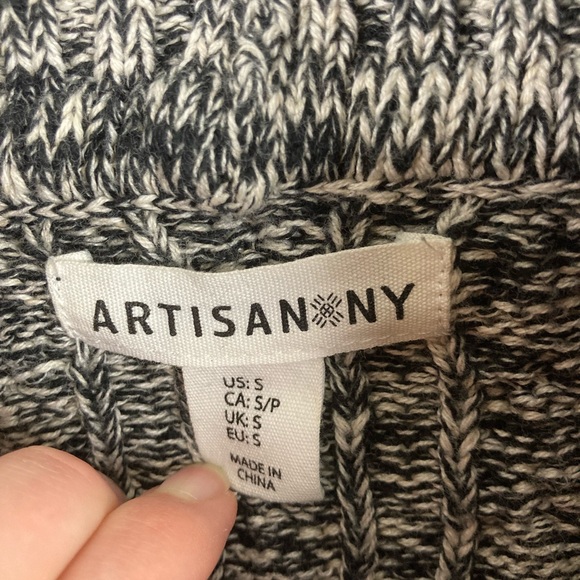 ARTISAN NY
US: S
CA: S/P
UK: S
EU: S
MADE IN
CHINA